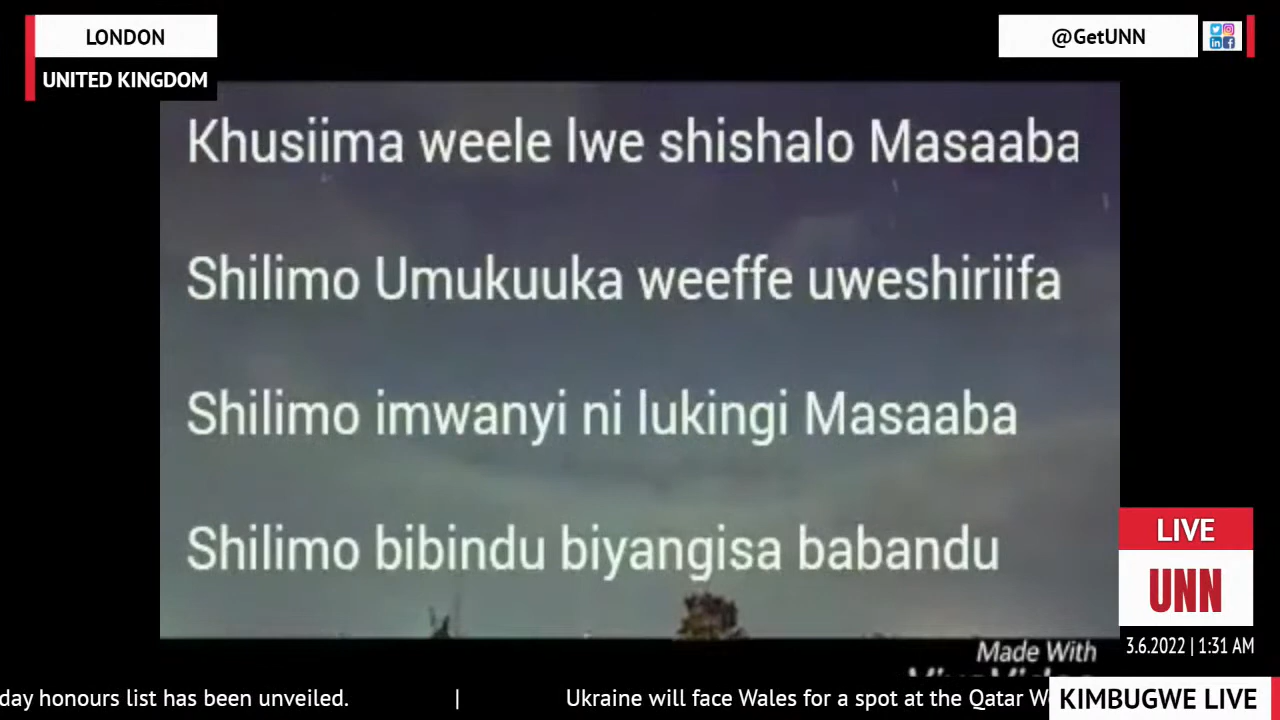 LONDON
UNITED KINGDOM
@GetUNN
Khusiima weele lwe shishalo Masaaba
Shilimo Umukuuka weeffe uweshiriifa
Shilimo imwanyi ni lukingi Masaaba
Shilimo bibindu biyangisa babandu
LIVE
UNN
3.6.2022 | 1:31 AM
Made With
day honours list has been unveiled. | Ukraine will face Wales for a spot at the Qatar
KIMBUGWE LIVE